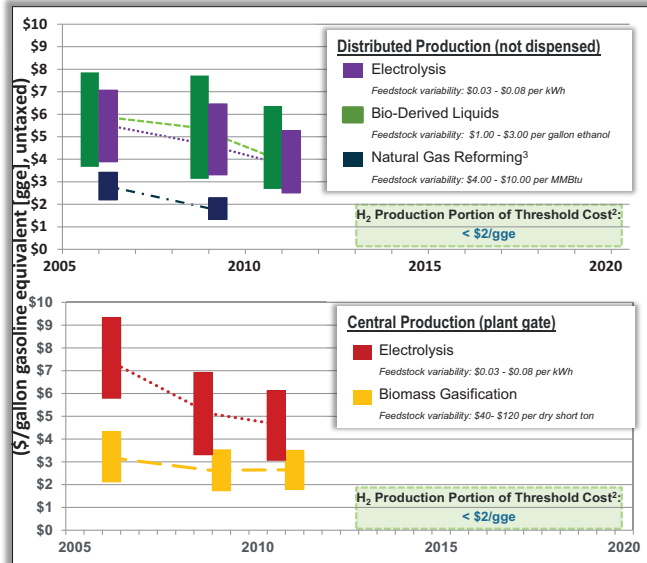 ($/gallon gasoline equivalent [gge], untaxed)
$10
$9
$8
$7
$6
$5
$4
$3
$2
$1
$0
2005
2010
2015
2020
Distributed Production (not dispensed)
Electrolysis
Feedstock variability: $0.03 - $0.08 per kWh
Bio-Derived Liquids
Feedstock variability: $1.00 - $3.00 per gallon ethanol
Natural Gas Reforming³
Feedstock variability: $4.00 - $10.00 per MMBtu
H₂ Production Portion of Threshold Cost²:
< $2/gge
$10
$9
$8
$7
$6
$5
$4
$3
$2
$1
$0
2005
2010
2015
2020
Central Production (plant gate)
Electrolysis
Feedstock variability: $0.03 - $0.08 per kWh
Biomass Gasification
Feedstock variability: $40- $120 per dry short ton
H₂ Production Portion of Threshold Cost²:
< $2/gge